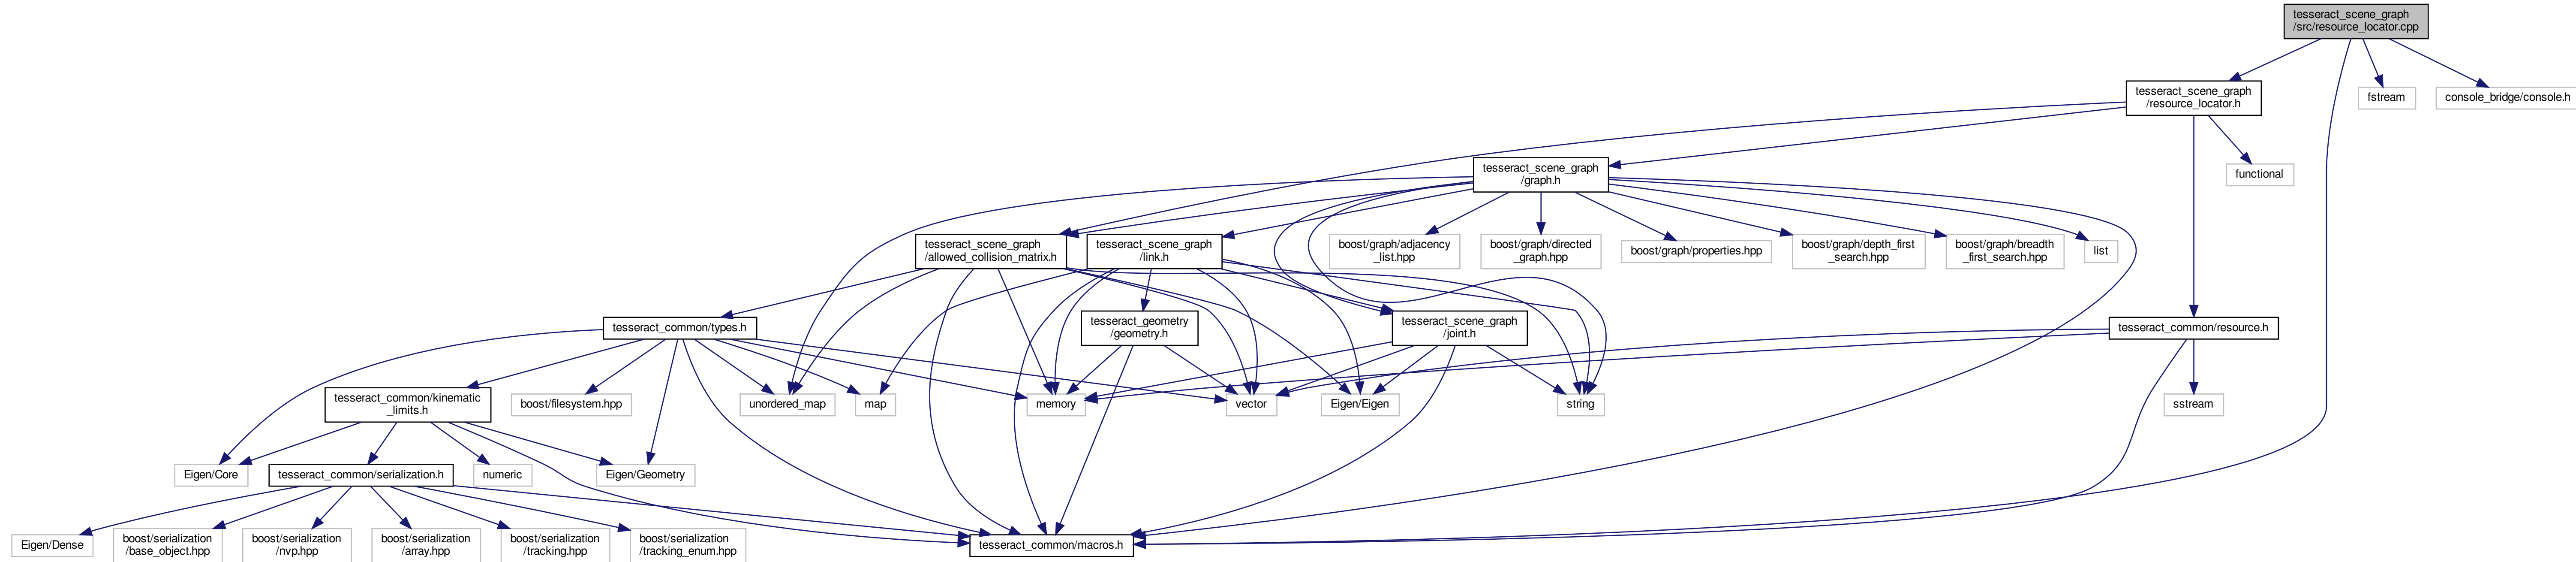 tesseract_scene_graph
/src/resource_locator.cpp
tesseract_scene_graph
/resource_locator.h
fstream
console_bridge/console.h
tesseract_scene_graph
/graph.h
functional
tesseract_scene_graph
/allowed_collision_matrix.h
tesseract_scene_graph
/link.h
boost/graph/adjacency
_list.hpp
boost/graph/directed
_graph.hpp
boost/graph/properties.hpp
boost/graph/depth_first
_search.hpp
boost/graph/breadth
_first_search.hpp
list
tesseract_common/types.h
tesseract_geometry
/geometry.h
tesseract_scene_graph
/joint.h
tesseract_common/resource.h
tesseract_common/kinematic
_limits.h
boost/filesystem.hpp
unordered_map
map
memory
vector
Eigen/Eigen
string
sstream
Eigen/Core
tesseract_common/serialization.h
numeric
Eigen/Geometry
Eigen/Dense
boost/serialization
/base_object.hpp
boost/serialization
/nvp.hpp
boost/serialization
/array.hpp
boost/serialization
/tracking.hpp
boost/serialization
/tracking_enum.hpp
tesseract_common/macros.h